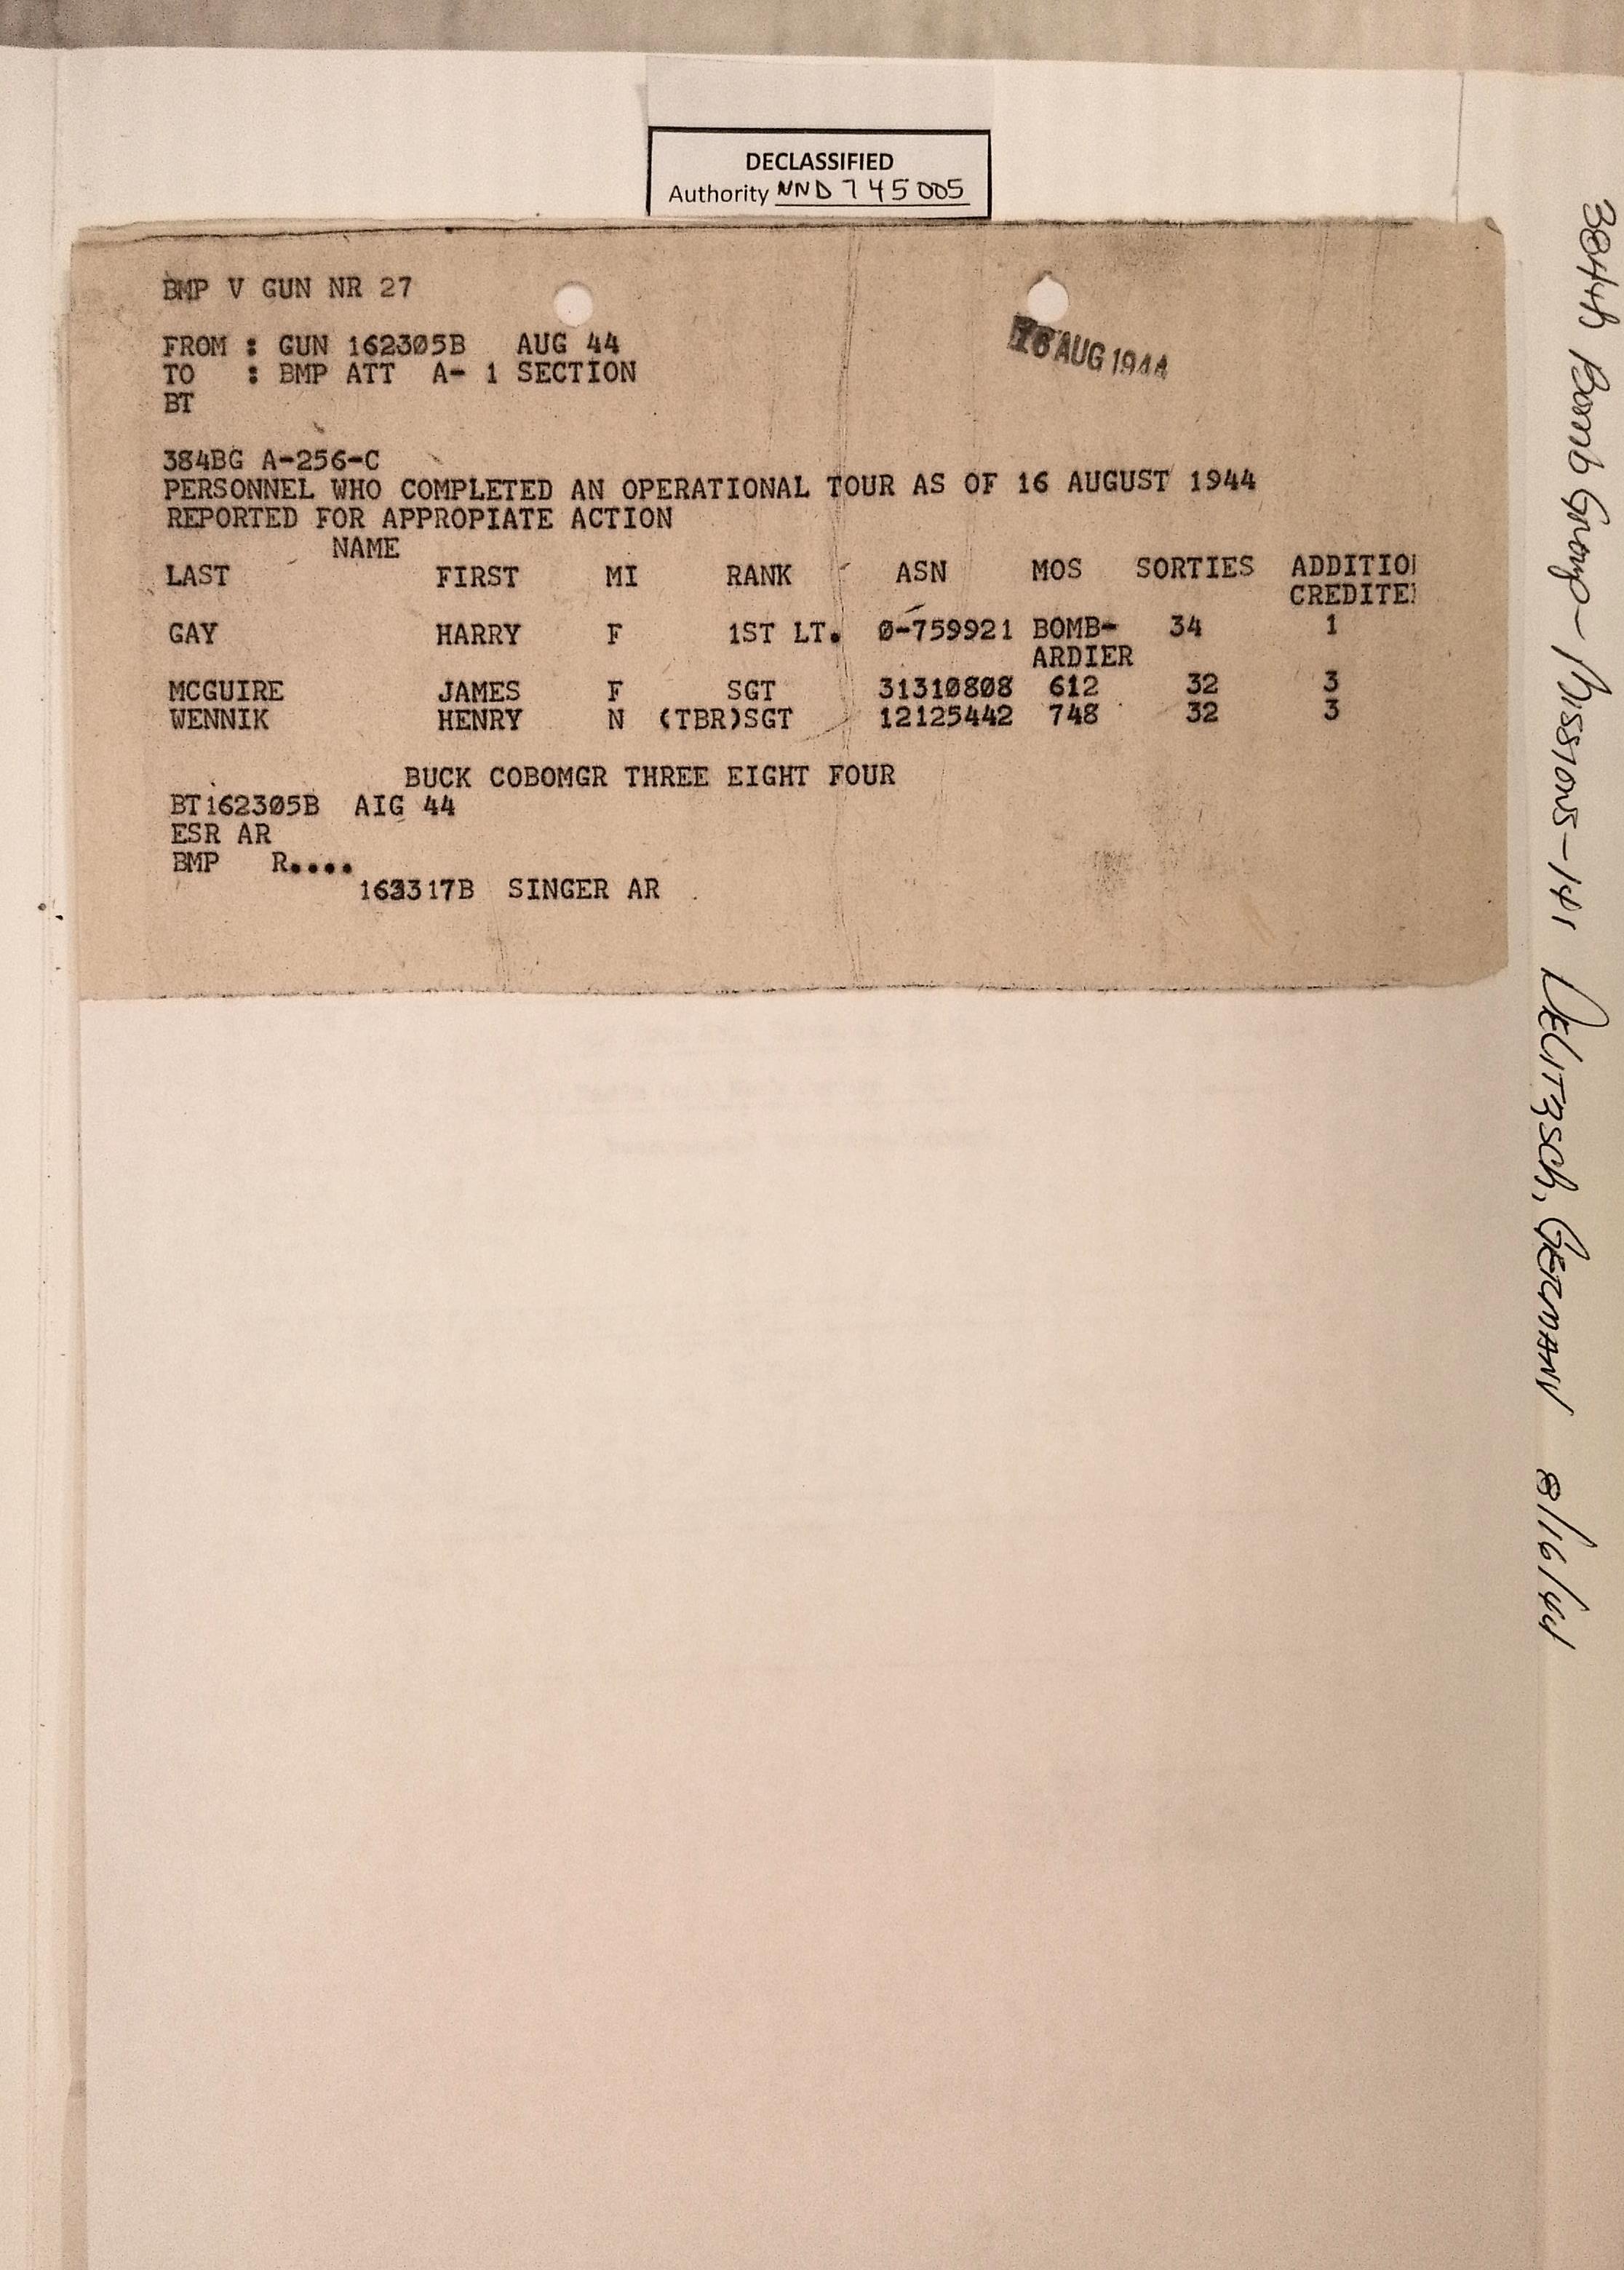 DECLASSIFIED
Authority NND 745005
BMP V GUN NR 27
FROM : GUN 162305B AUG 44
TO : BMP ATT A- 1 SECTION
BT
AUG 1944
384BG A-256-C
PERSONNEL WHO COMPLETED AN OPERATIONAL TOUR AS OF 16 AUGUST 1944
REPORTED FOR APPROPIATE ACTION
NAME
LAST FIRST MI RANK ASN MOS SORTIES ADDITIO
CREDITE
GAY HARRY F 1ST LT. Ø-759921 BOMB- 34 1
ARDIER
MCGUIRE JAMES F SGT 31310808 612 32 3
WENNIK HENRY N (TBR)SGT 12125442 748 32 3
BUCK COBOMGR THREE EIGHT FOUR
BT162305B AIG 44
ESR AR
BMP R....
SINGER AR
384th Bomb Group - Missions - 141 DELITZSCH, GERMANY 8/16/44